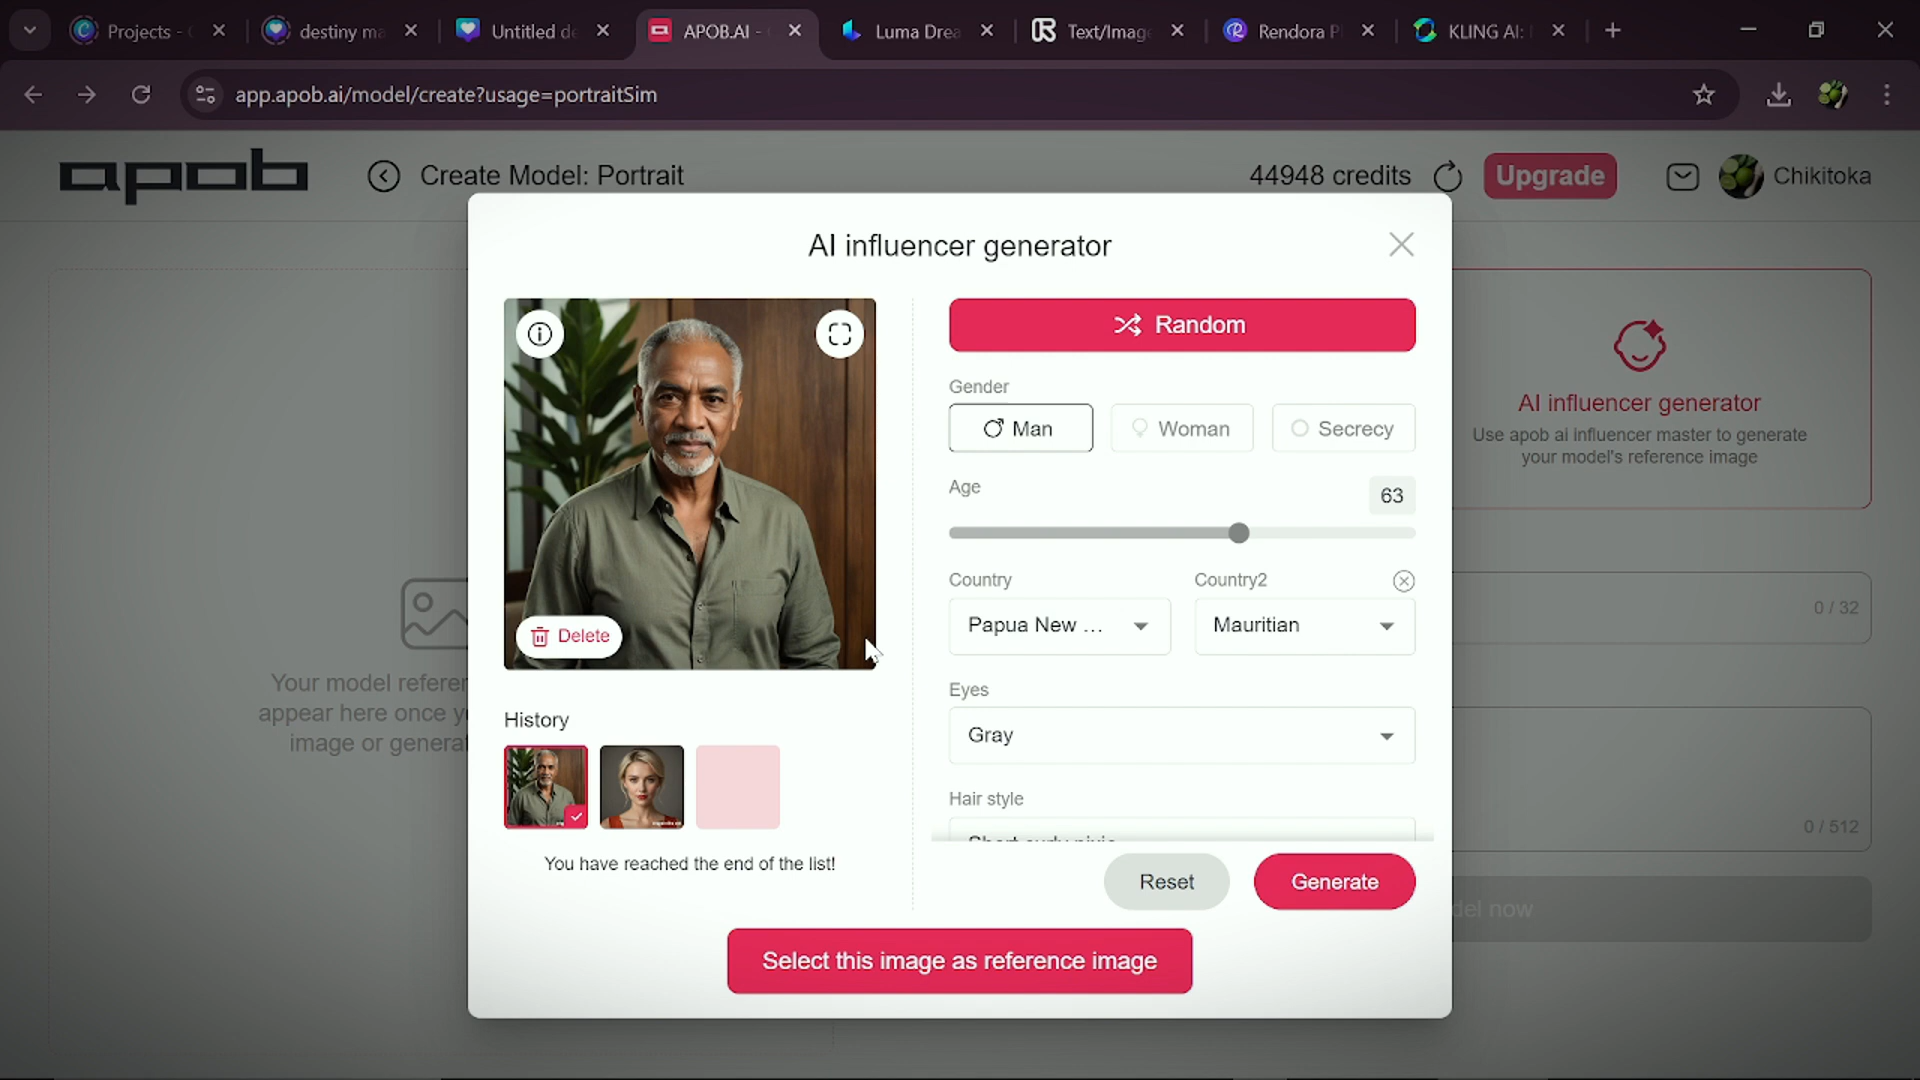 Projects -
destiny ma
Untitled de
APOB.AI -
Luma Drea
Text/Image
Rendora P
KLING AI:
app.apob.ai/model/create?usage=portraitSim
apob
Create Model: Portrait
44948 credits
Upgrade
Chikitoka
AI influencer generator
Random
Gender
Man
Woman
Secrecy
Age
63
Country
Country2
Papua New ...
Mauritian
Eyes
Gray
Hair style
Delete
History
You have reached the end of the list!
Reset
Generate
Select this image as reference image
AI influencer generator
Use apob ai influencer master to generate
your model's reference image
0 / 32
0 / 512
del now
Your model refere
appear here once y
image or genera